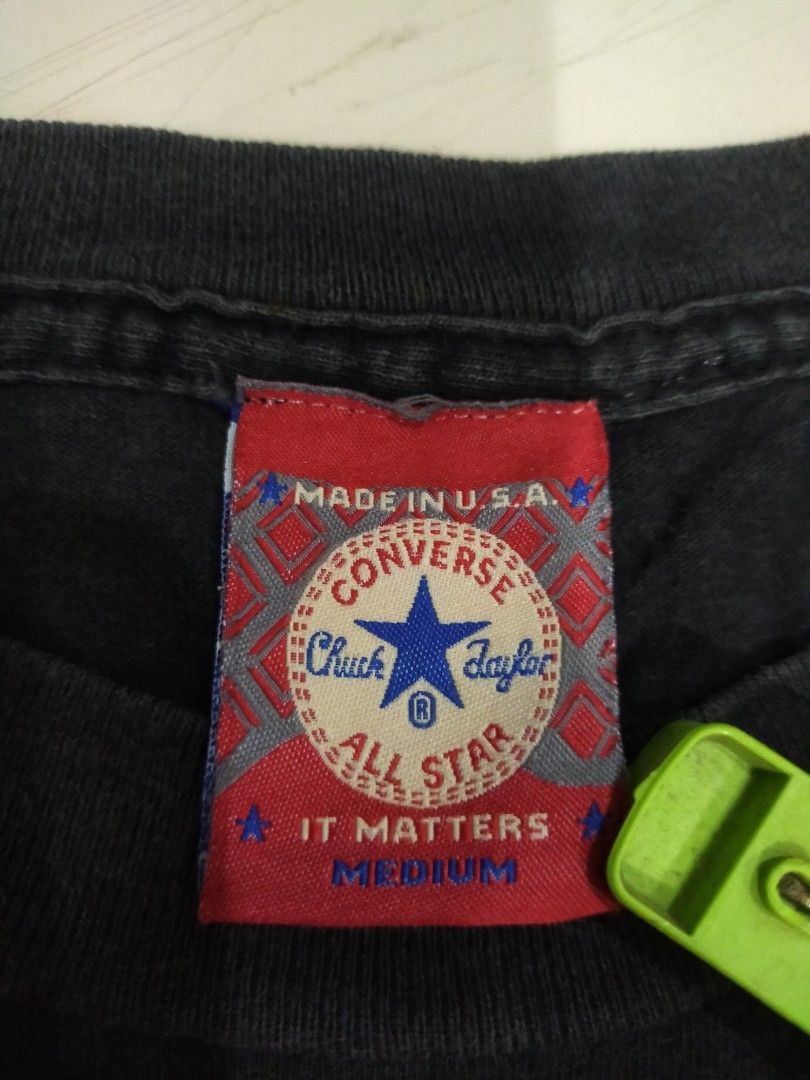 MADE IN U.S.A.
CONVERSE
Chuck Taylor
®
ALL STAR
IT MATTERS
MEDIUM